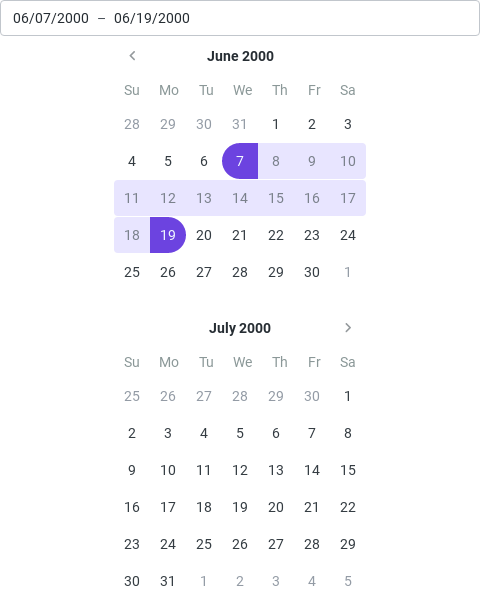 06/07/2000 – 06/19/2000
June 2000
Su Mo Tu We Th Fr Sa
28 29 30 31 1 2 3
4 5 6 7 8 9 10
11 12 13 14 15 16 17
18 19 20 21 22 23 24
25 26 27 28 29 30 1
July 2000
Su Mo Tu We Th Fr Sa
25 26 27 28 29 30 1
2 3 4 5 6 7 8
9 10 11 12 13 14 15
16 17 18 19 20 21 22
23 24 25 26 27 28 29
30 31 1 2 3 4 5